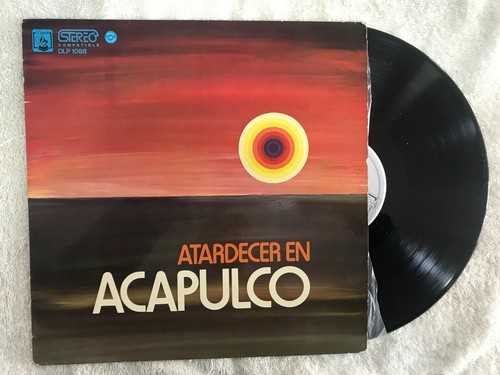 STEREO
COMPATIBLE
DLP 1088
ATARDECER EN
ACAPULCO